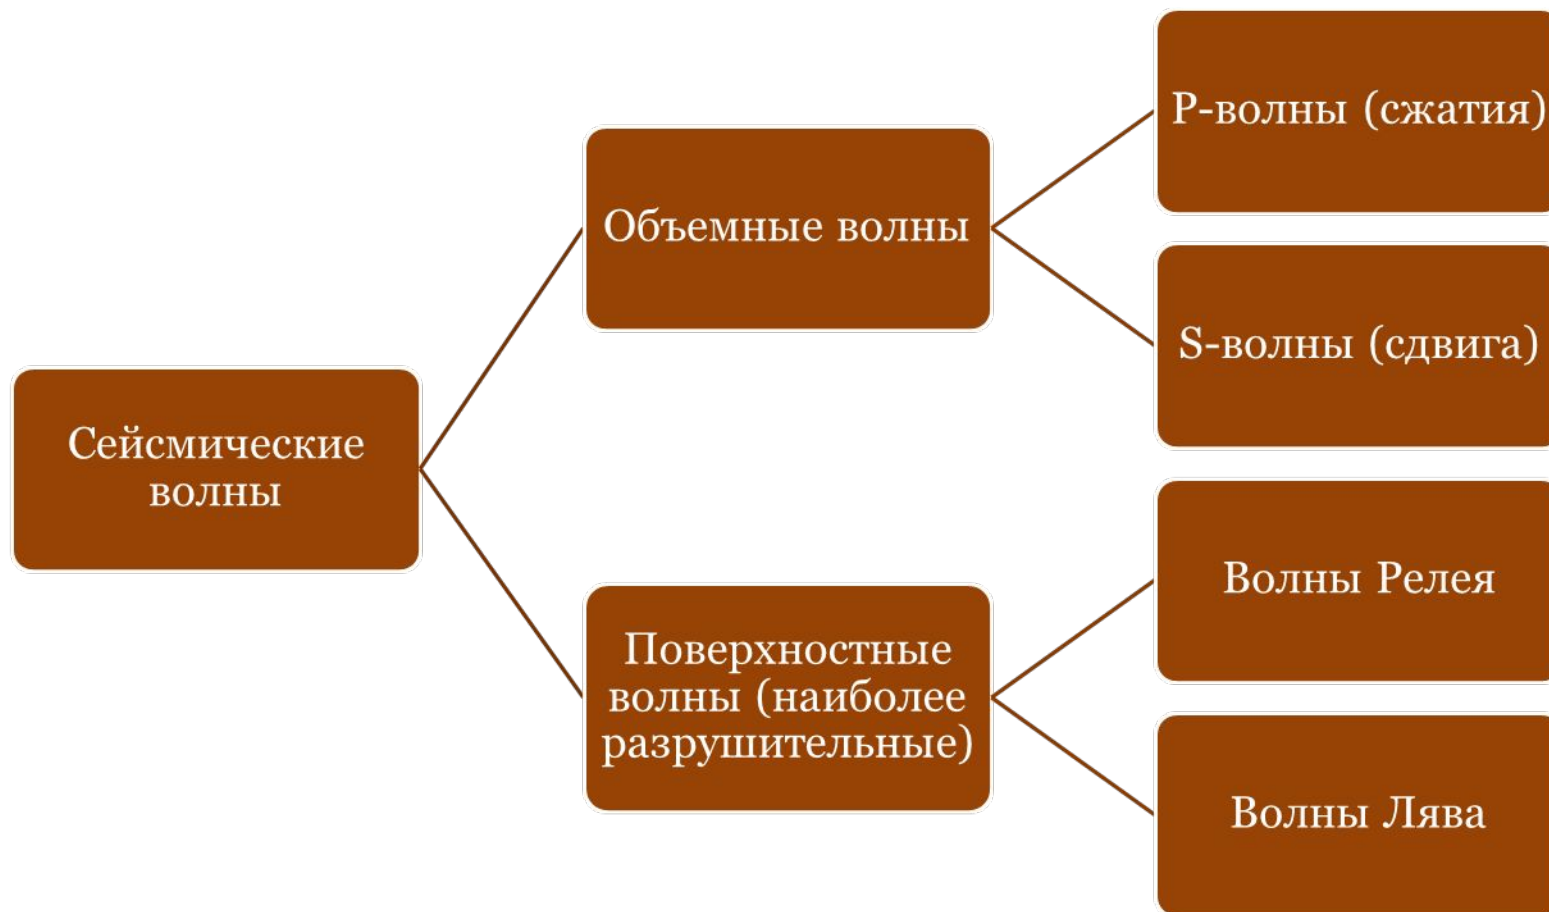 Сейсмические
волны
Объемные волны
Поверхностные
волны (наиболее
разрушительные)
P-волны (сжатия)
S-волны (сдвига)
Волны Релея
Волны Лява